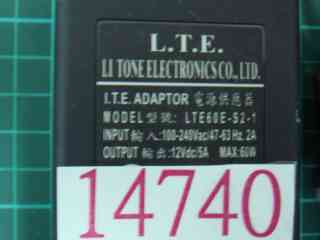 L.T.E.
LI TONE ELECTRONICS CO., LTD.
I.T.E. ADAPTOR 電源供應器
MODEL 型號: LTE60E-S2-1
INPUT 輸入:100-240Vac/47-63 Hz, 2A
OUTPUT 輸出:12Vdc/5A MAX:60W
14740